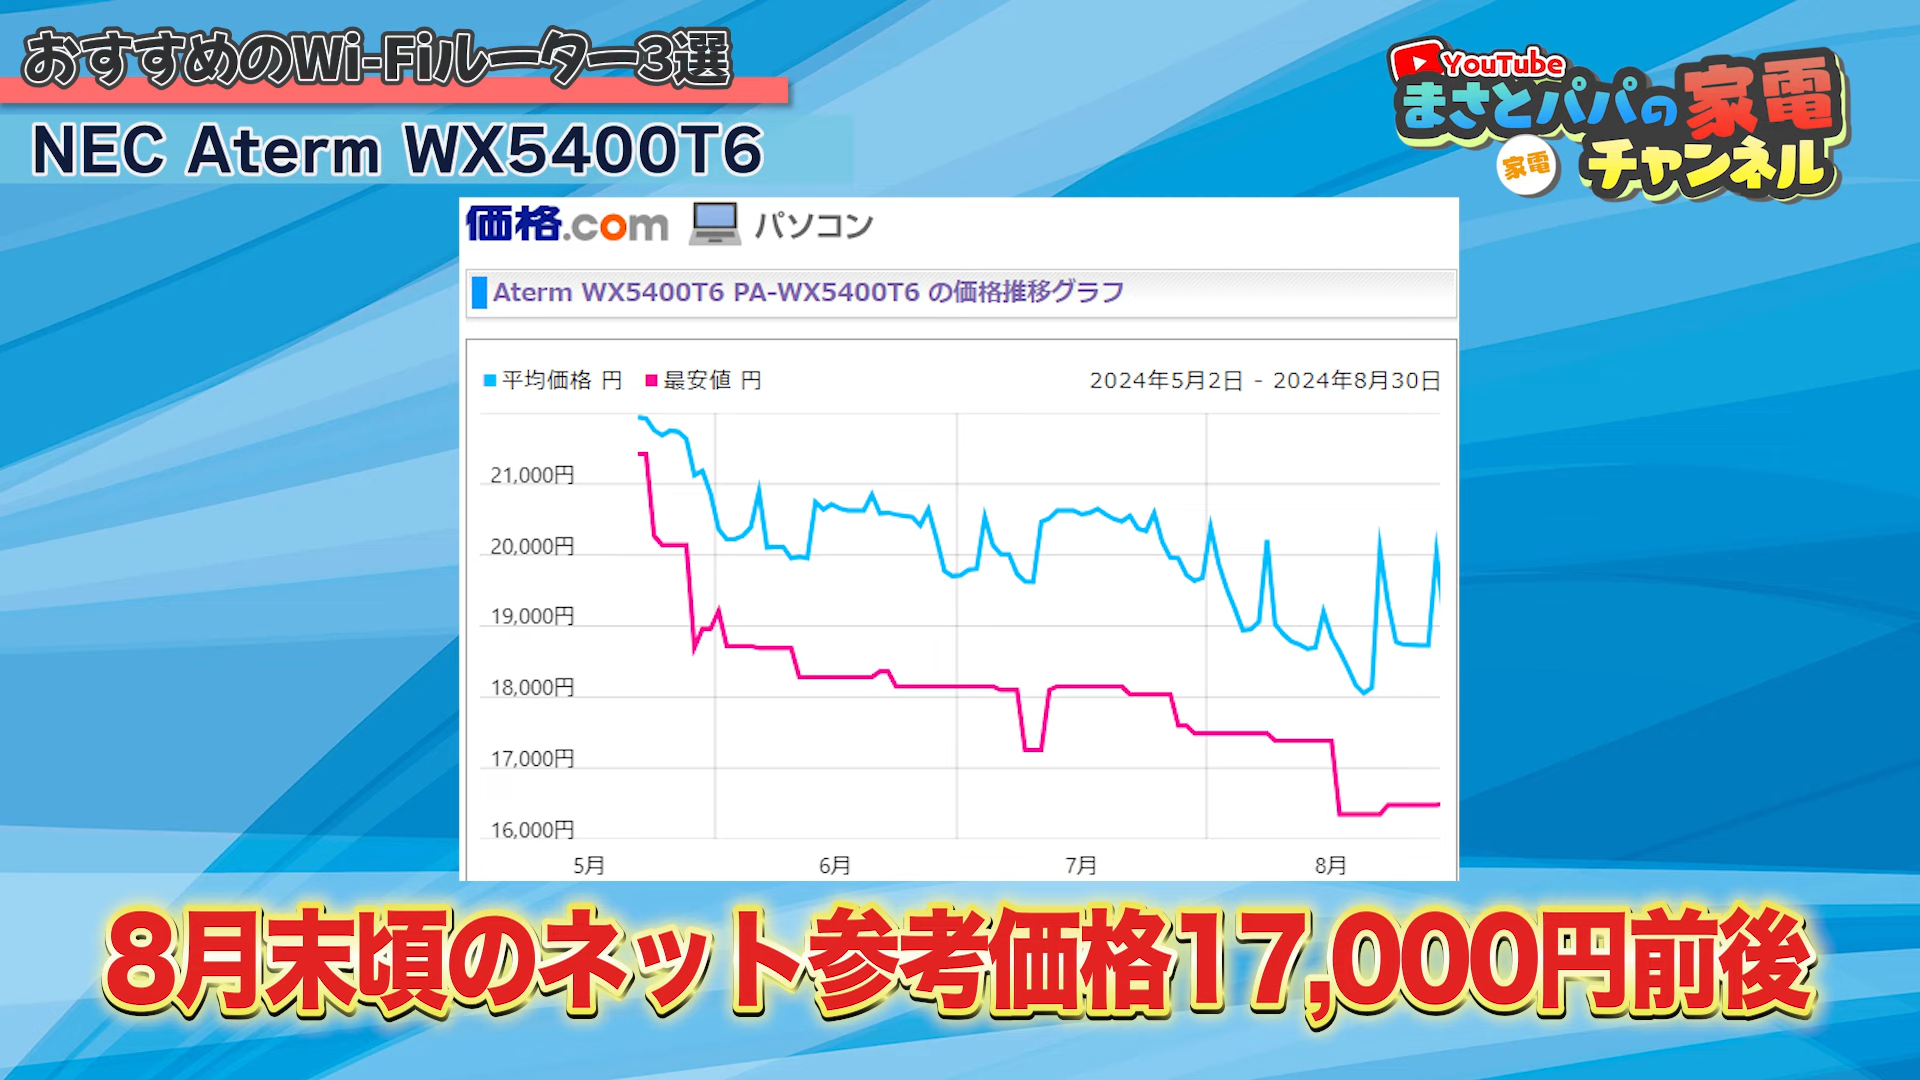 おすすめのWi-Fiルーター3選
NEC Aterm WX5400T6
YouTube
まさとパパの家電
家電
チャンネル
価格.com パソコン
Aterm WX5400T6 PA-WX5400T6 の価格推移グラフ
平均価格 円 最安値 円 2024年5月2日 - 2024年8月30日
21,000円
20,000円
19,000円
18,000円
17,000円
16,000円
5月 6月 7月 8月
8月末頃のネット参考価格17,000円前後